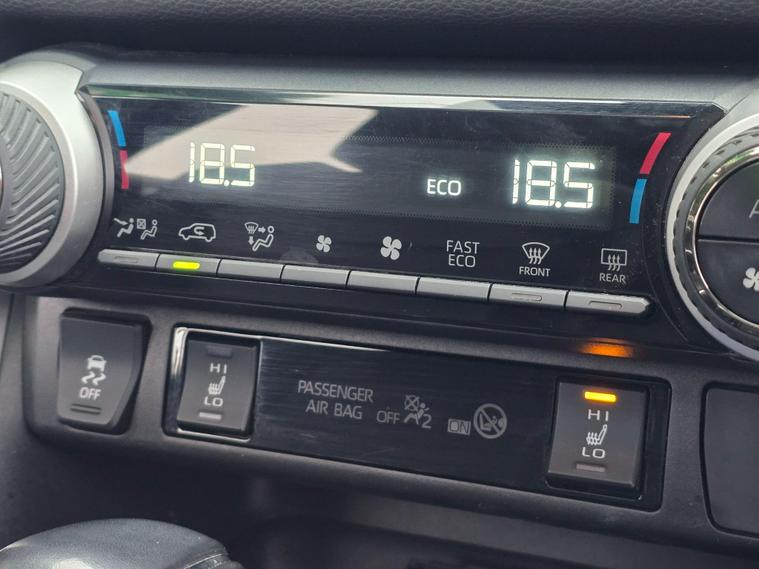 18.5
ECO
18.5
FAST
ECO
FRONT
REAR
OFF
HI
LO
PASSENGER
AIR BAG
OFF
2
ON
HI
LO